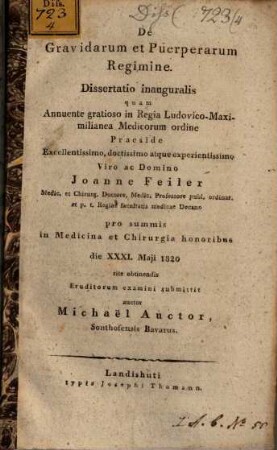 Diss.
723
4
Diss. 723/4
De
Gravidarum et Puerperarum
Regimine.
Dissertatio inauguralis
quam
Annuente gratioso in Regia Ludovico-Maxi-
milianea Medicorum ordine
Praeside
Excellentissimo, doctissimo atque experientissimo
Viro ac Domino
Joanne Feiler
Medic. et Chirurg. Doctore, Medic. Professore publ. ordinar.
et p. t. Regiae facultatis medicae Decano
pro summis
in Medicina et Chirurgia honoribus
die XXXI. Maji 1820
rite obtinendis
Eruditorum examini submittit
auctor
Michaël Auctor,
Sonthofensis Bavarus.
Landishuti
typis Josephi Thomann.